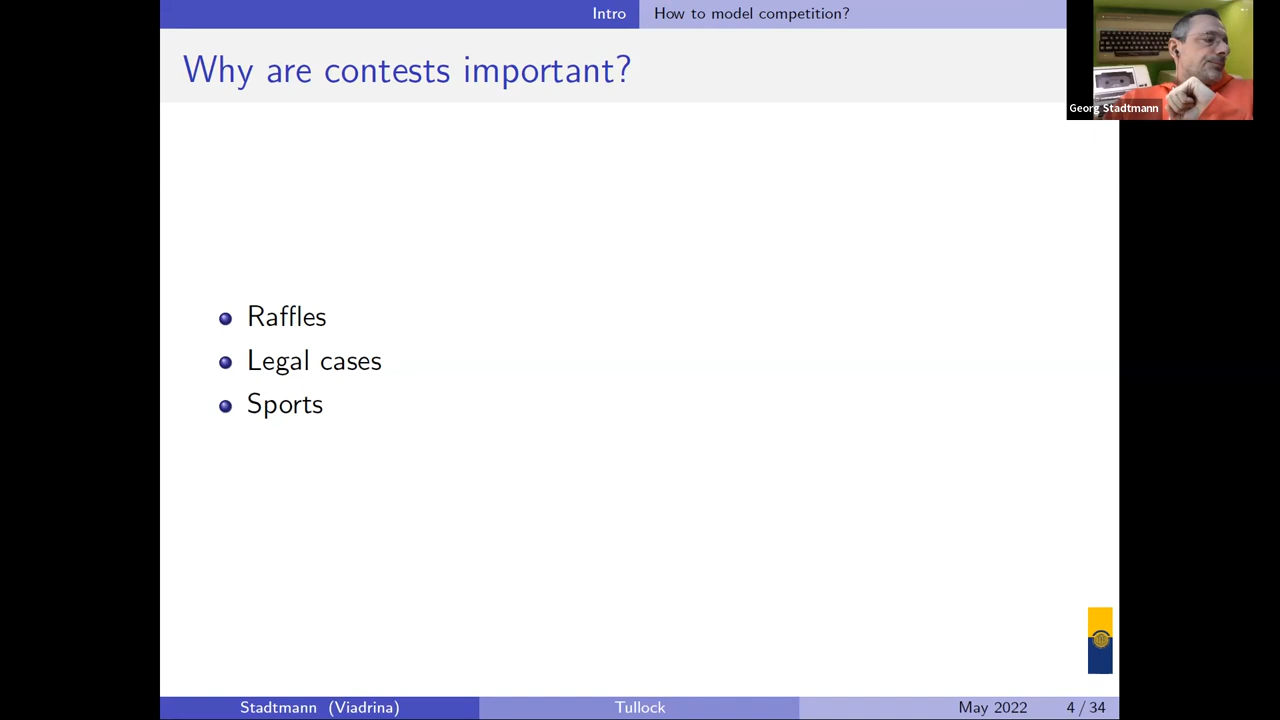 Intro How to model competition?
Why are contests important?
Georg Stadtmann
Raffles
Legal cases
Sports
Stadtmann (Viadrina) Tullock May 2022 4 / 34